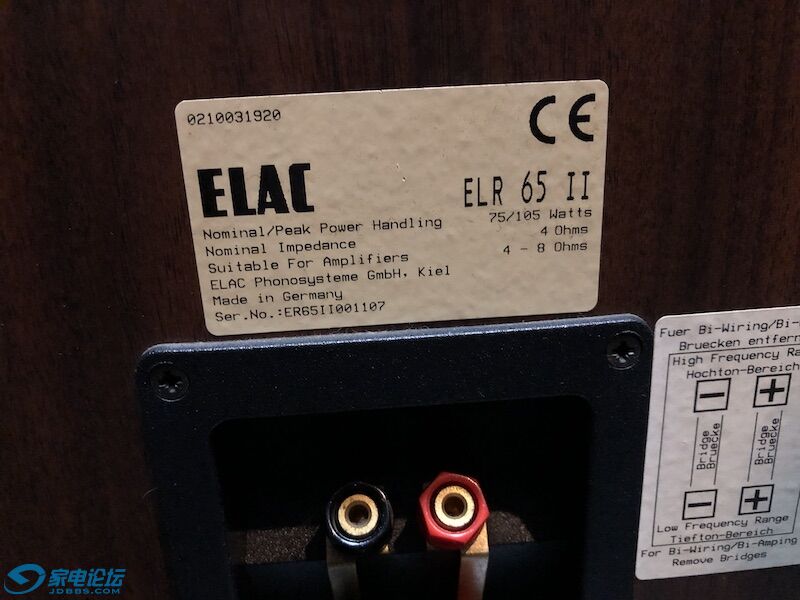 0210031920
CE
ELAC
ELR 65 II
Nominal/Peak Power Handling 75/105 Watts
Nominal Impedance 4 Ohms
Suitable For Amplifiers 4 - 8 Ohms
ELAC Phonosysteme GmbH, Kiel
Made in Germany
Ser.No.:ER65II001107
Fuer Bi-Wiring/Bi-
Bruecken entfern
High Frequency Ra
Hochton-Bereich
− +
Bridge
Bruecke
Bridge
Bruecke
− +
Low Frequency Range
Tiefton-Bereich
For Bi-Wiring/Bi-Amping
Remove Bridges
家电论坛
JDBBS.COM